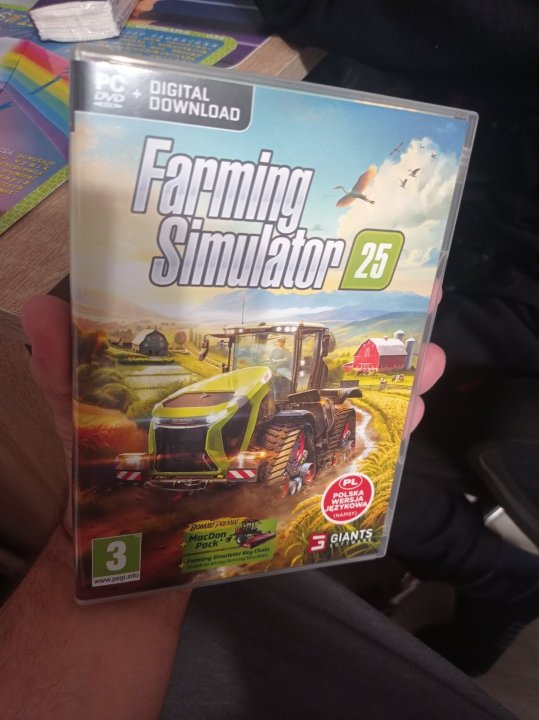 PC
DVD
+ DIGITAL
DOWNLOAD
Farming
Simulator 25
PL
POLSKA
WERSJA
JĘZYKOWA
(NAPISY)
MacDon
Pack
Farming Simulator Key Chain
3
www.pegi.info
GIANTS